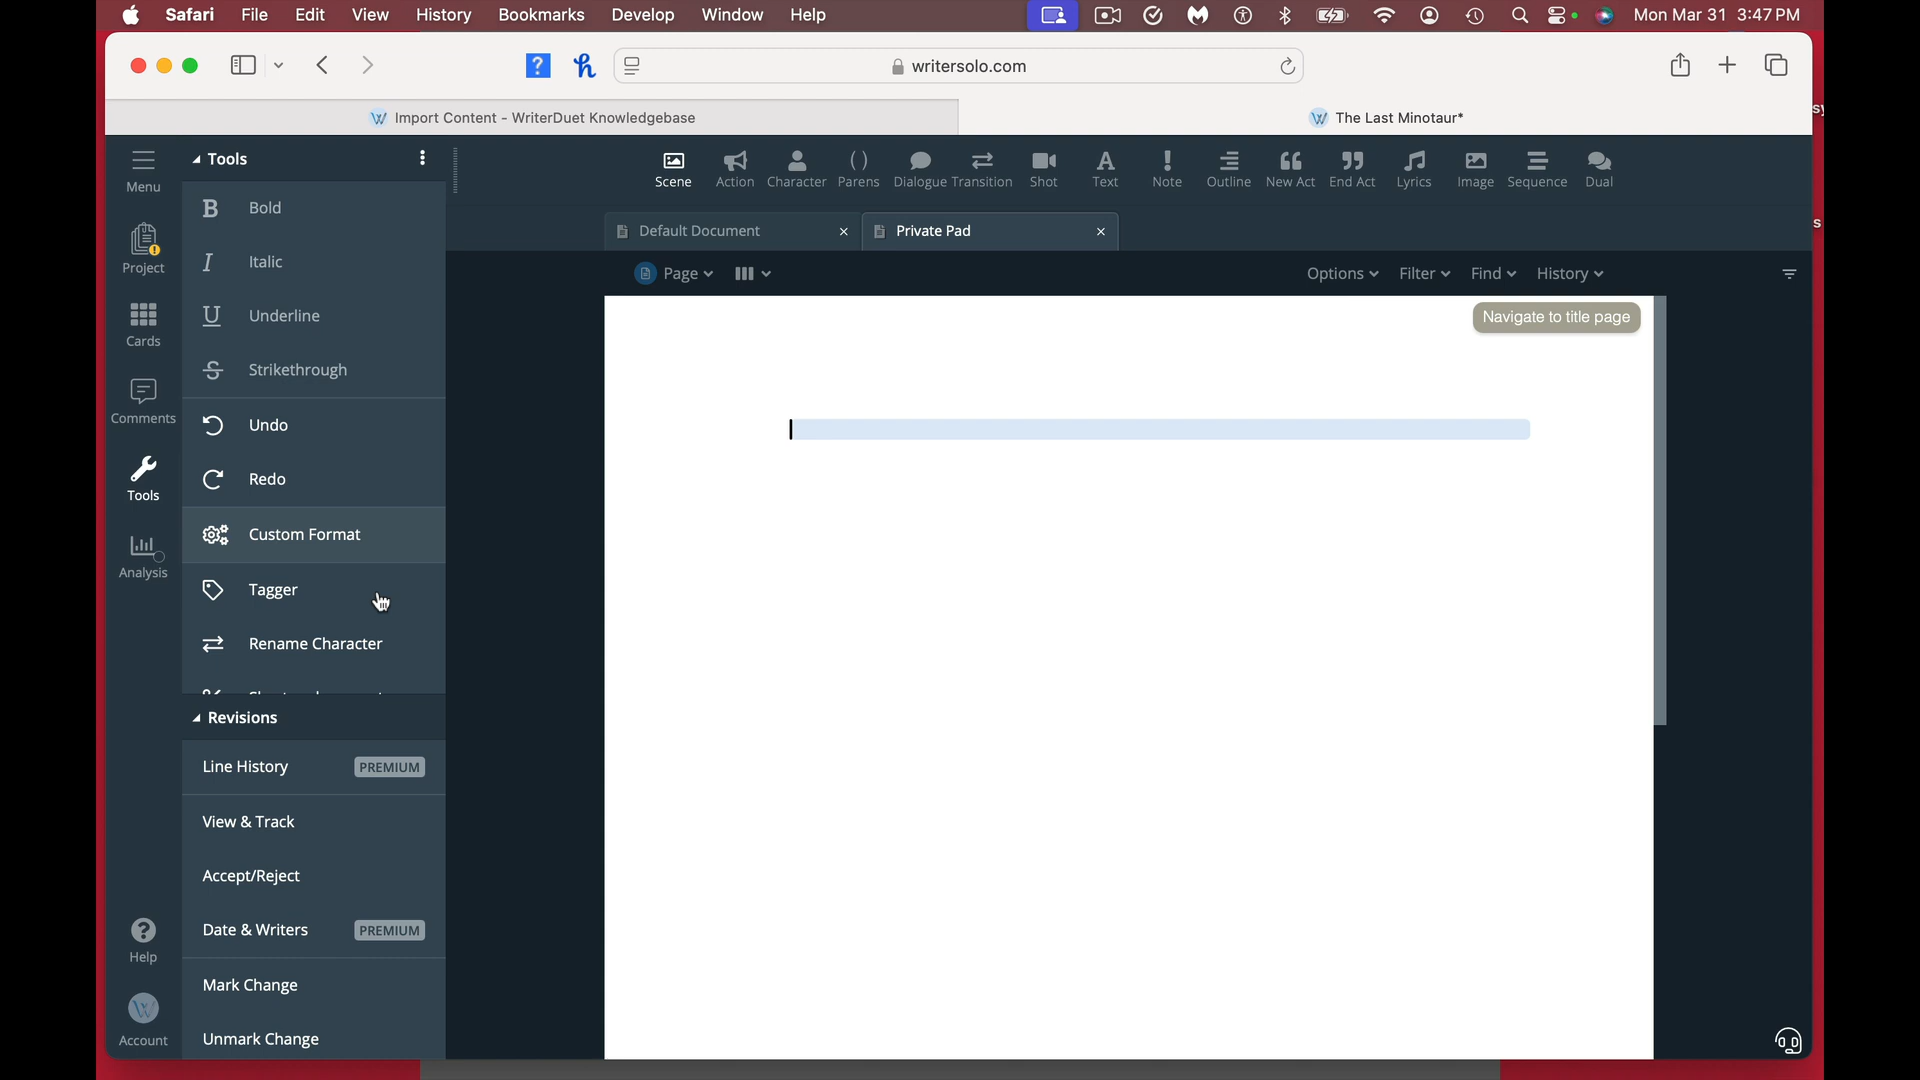 Safari File Edit View History Bookmarks Develop Window Help Mon Mar 31 3:47 PM
writersolo.com
Import Content - WriterDuet Knowledgebase
The Last Minotaur*
Menu
Project
Cards
Comments
Tools
Analysis
Help
Account
Tools
Bold
Italic
Underline
Strikethrough
Undo
Redo
Custom Format
Tagger
Rename Character
Revisions
Line History PREMIUM
View & Track
Accept/Reject
Date & Writers PREMIUM
Mark Change
Unmark Change
Scene Action Character Parens Dialogue Transition Shot Text Note Outline New Act End Act Lyrics Image Sequence Dual
Default Document × Private Pad ×
Page Options Filter Find History
Navigate to title page